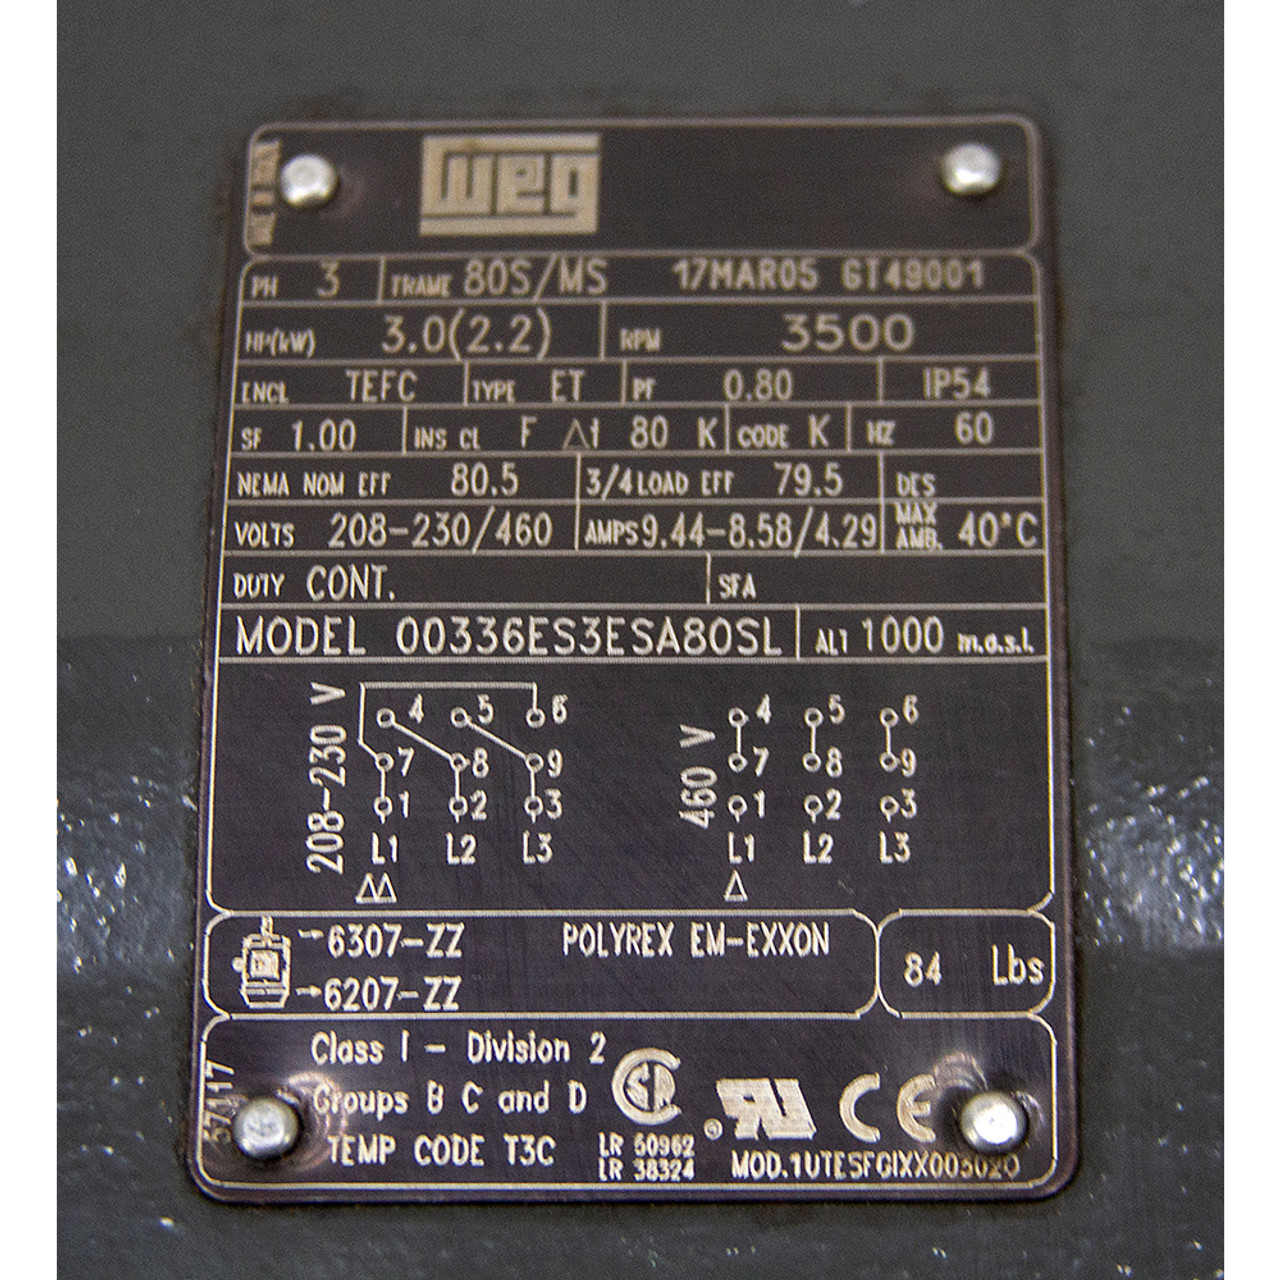 weg
PH 3 FRAME 80S/MS 17MAR05 GT49001
HP(kW) 3.0(2.2) RPM 3500
ENCL TEFC TYPE ET PF 0.80 IP54
SF 1.00 INS CL F Δt 80 K CODE K HZ 60
NEMA NOM EFF 80.5 3/4 LOAD EFF 79.5 DES
VOLTS 208-230/460 AMPS 9.44-8.58/4.29 MAX AMB. 40°C
DUTY CONT. SFA
MODEL 00336ES3ESA80SL ALT 1000 m.a.s.l.
208-230 V
4 5 6
7 8 9
1 2 3
L1 L2 L3
ΔΔ
460 V
4 5 6
7 8 9
1 2 3
L1 L2 L3
Δ
→6307-ZZ POLYREX EM-EXXON
→6207-ZZ
84 Lbs
57117
Class I - Division 2
Groups B C and D
TEMP CODE T3C
LR 50962
LR 38324
MOD.1UTESFGIXX003020